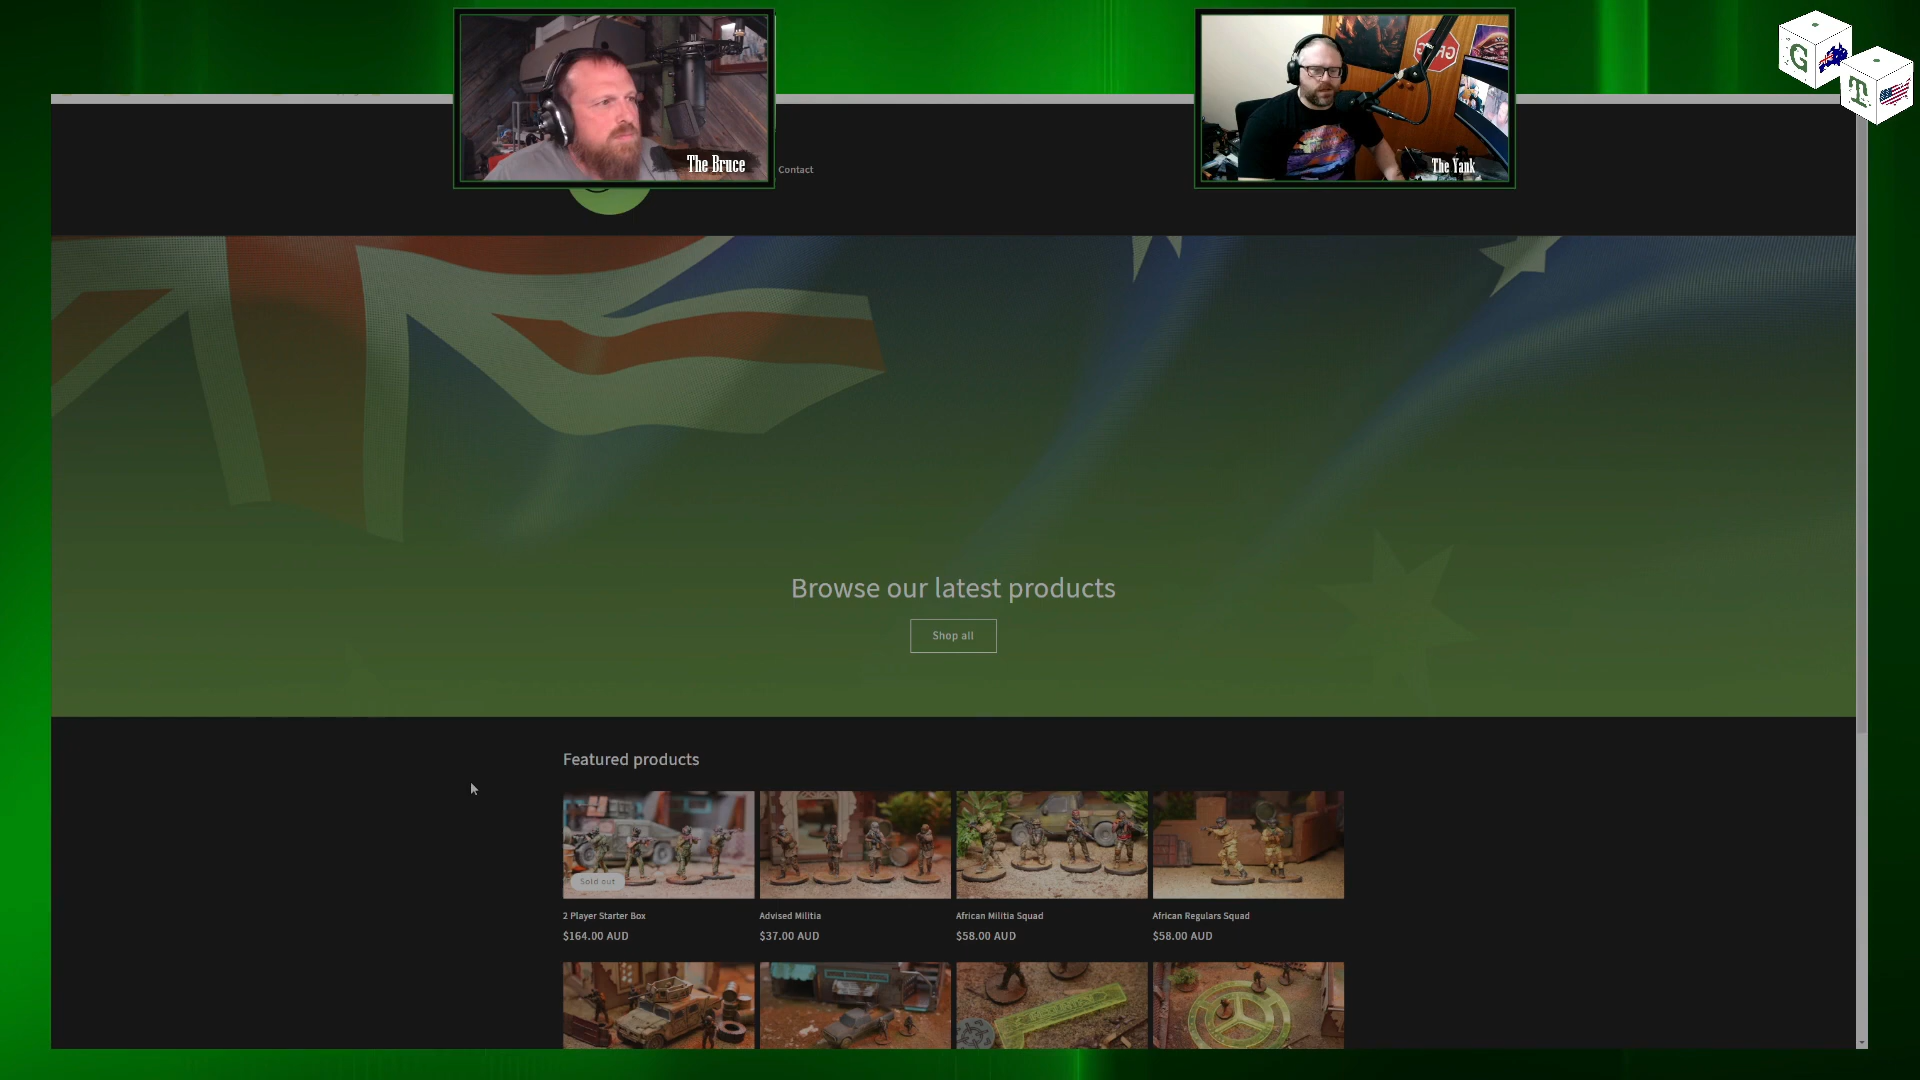 The Bruce
The Yank
G
T
Contact
Browse our latest products
Shop all
Featured products
Sold out
2 Player Starter Box
$164.00 AUD
Advised Militia
$37.00 AUD
African Militia Squad
$58.00 AUD
African Regulars Squad
$58.00 AUD